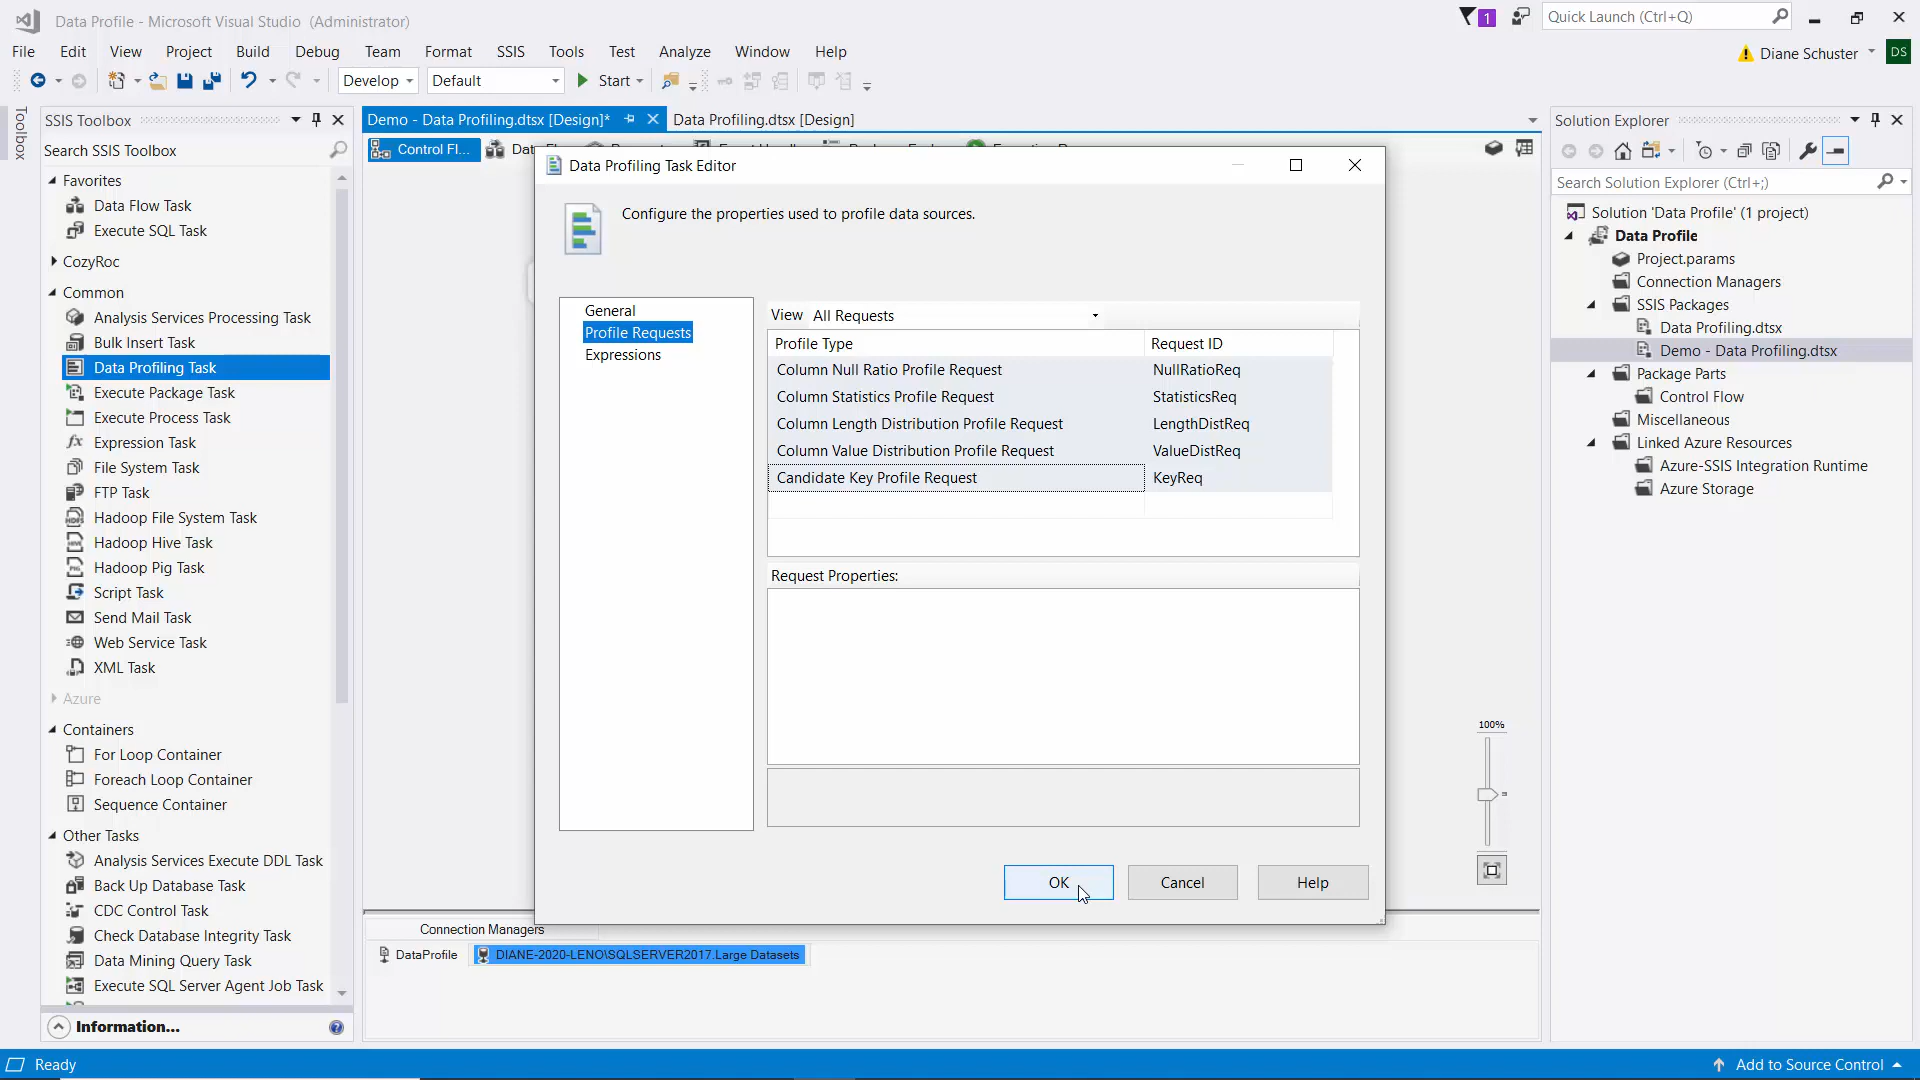 Data Profile - Microsoft Visual Studio (Administrator)
1
Quick Launch (Ctrl+Q)
File Edit View Project Build Debug Team Format SSIS Tools Test Analyze Window Help
Diane Schuster DS
Develop Default Start
Toolbox
SSIS Toolbox
Search SSIS Toolbox
Favorites
Data Flow Task
Execute SQL Task
CozyRoc
Common
Analysis Services Processing Task
Bulk Insert Task
Data Profiling Task
Execute Package Task
Execute Process Task
Expression Task
File System Task
FTP Task
Hadoop File System Task
Hadoop Hive Task
Hadoop Pig Task
Script Task
Send Mail Task
Web Service Task
XML Task
Azure
Containers
For Loop Container
Foreach Loop Container
Sequence Container
Other Tasks
Analysis Services Execute DDL Task
Back Up Database Task
CDC Control Task
Check Database Integrity Task
Data Mining Query Task
Execute SQL Server Agent Job Task
Information...
Demo - Data Profiling.dtsx [Design]* Data Profiling.dtsx [Design]
Control Fl...
Data Profiling Task Editor
Configure the properties used to profile data sources.
General
Profile Requests
Expressions
View All Requests
Profile Type Request ID
Column Null Ratio Profile Request NullRatioReq
Column Statistics Profile Request StatisticsReq
Column Length Distribution Profile Request LengthDistReq
Column Value Distribution Profile Request ValueDistReq
Candidate Key Profile Request KeyReq
Request Properties:
OK Cancel Help
100%
Connection Managers
DataProfile DIANE-2020-LENO\SQLSERVER2017.Large Datasets
Solution Explorer
Search Solution Explorer (Ctrl+;)
Solution 'Data Profile' (1 project)
Data Profile
Project.params
Connection Managers
SSIS Packages
Data Profiling.dtsx
Demo - Data Profiling.dtsx
Package Parts
Control Flow
Miscellaneous
Linked Azure Resources
Azure-SSIS Integration Runtime
Azure Storage
Ready
Add to Source Control